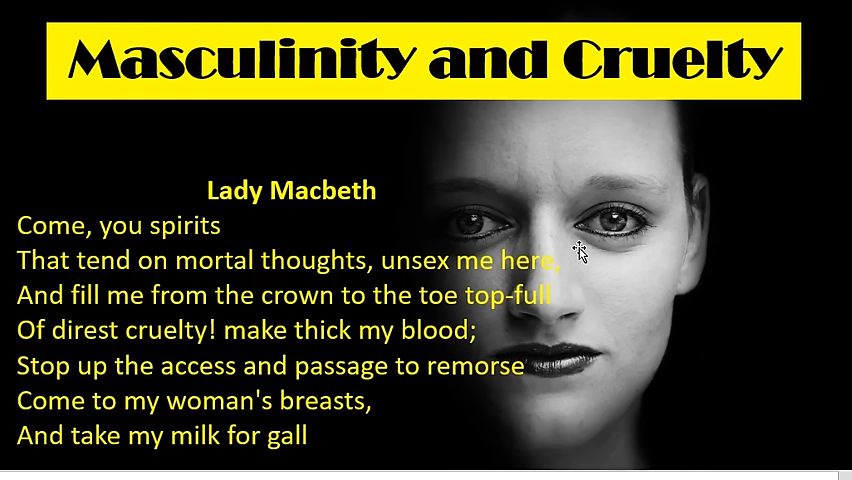 Masculinity and Cruelty
Lady Macbeth
Come, you spirits
That tend on mortal thoughts, unsex me here,
And fill me from the crown to the toe top-full
Of direst cruelty! make thick my blood;
Stop up the access and passage to remorse
Come to my woman's breasts,
And take my milk for gall